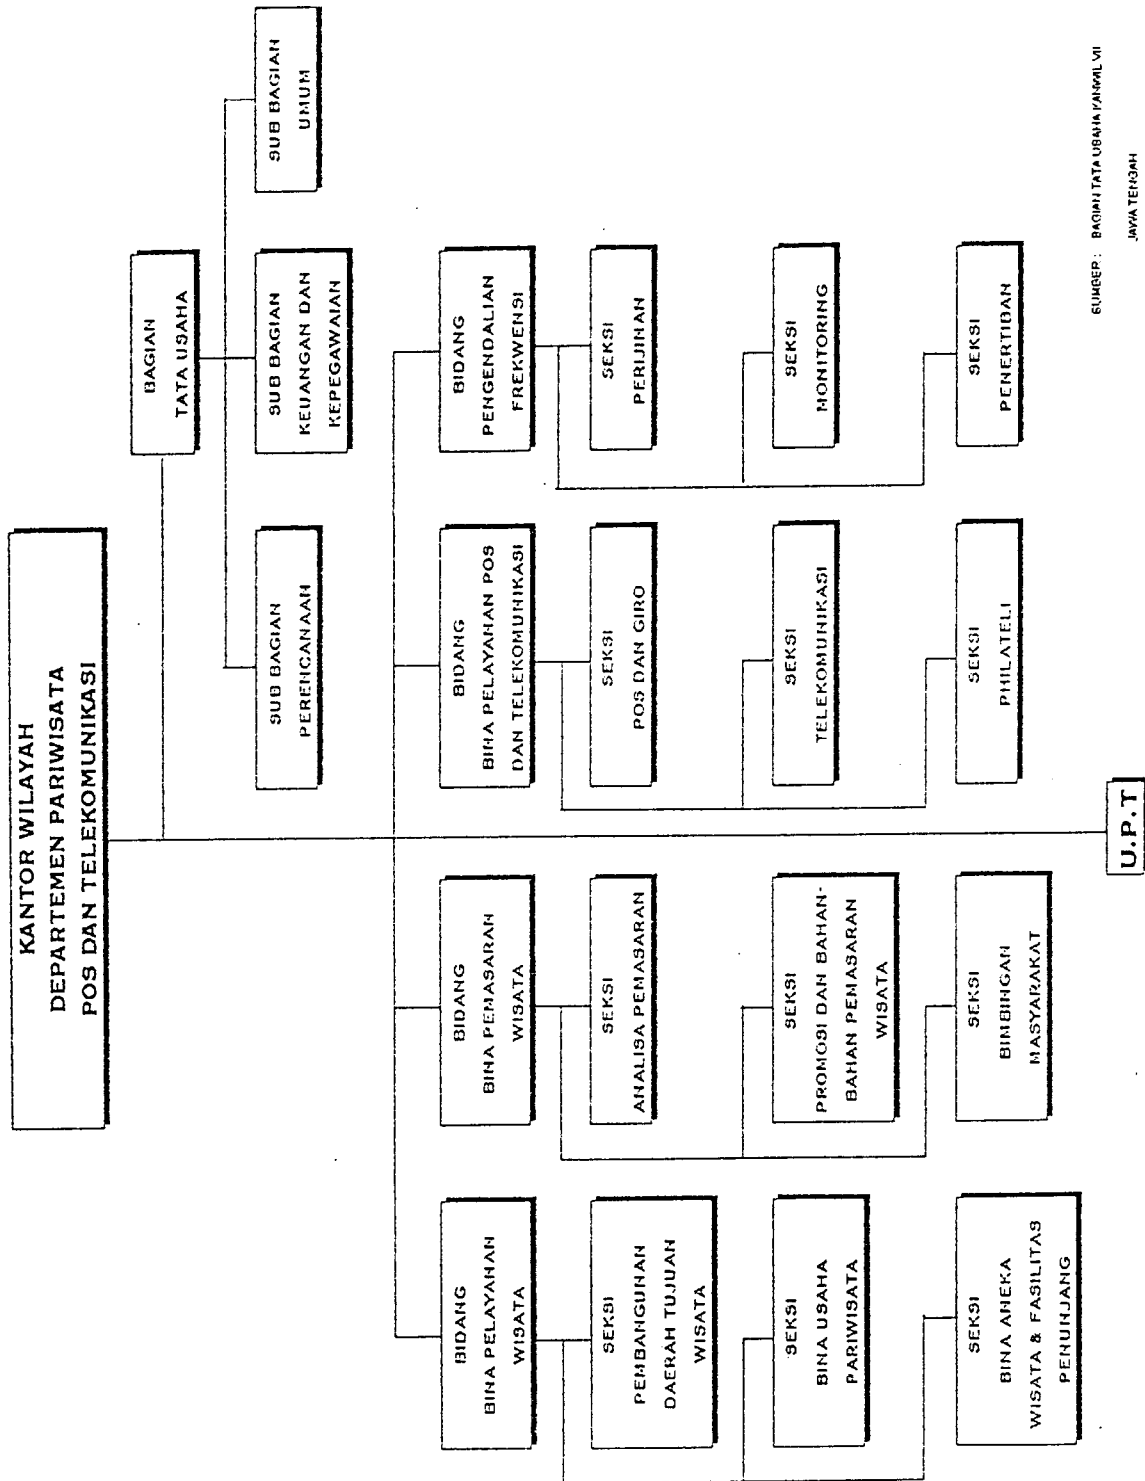 KANTOR WILAYAH
DEPARTEMEN PARIWISATA
POS DAN TELEKOMUNIKASI
BAGIAN
TATA USAHA
SUB BAGIAN
PERENCANAAN
SUB BAGIAN
KEUANGAN DAN
KEPEGAWAIAN
SUB BAGIAN
UMUM
BIDANG
BINA PELAYANAN
WISATA
BIDANG
BINA PEMASARAN
WISATA
BIDANG
BINA PELAYANAN POS
DAN TELEKOMUNIKASI
BIDANG
PENGENDALIAN
FREKWENSI
SEKSI
PEMBANGUNAN
DAERAH TUJUAN
WISATA
SEKSI
ANALISA PEMASARAN
SEKSI
POS DAN GIRO
SEKSI
PERIJINAN
SEKSI
BINA USAHA
PARIWISATA
SEKSI
PROMOSI DAN BAHAN-
BAHAN PEMASARAN
WISATA
SEKSI
TELEKOMUNIKASI
SEKSI
MONITORING
SEKSI
BINA ANEKA
WISATA & FASILITAS
PENUNJANG
SEKSI
BIMBINGAN
MASYARAKAT
SEKSI
PHILATELI
SEKSI
PENERTIBAN
U.P.T
SUMBER : BAGIAN TATA USAHA KANWIL VII
JAWA TENGAH